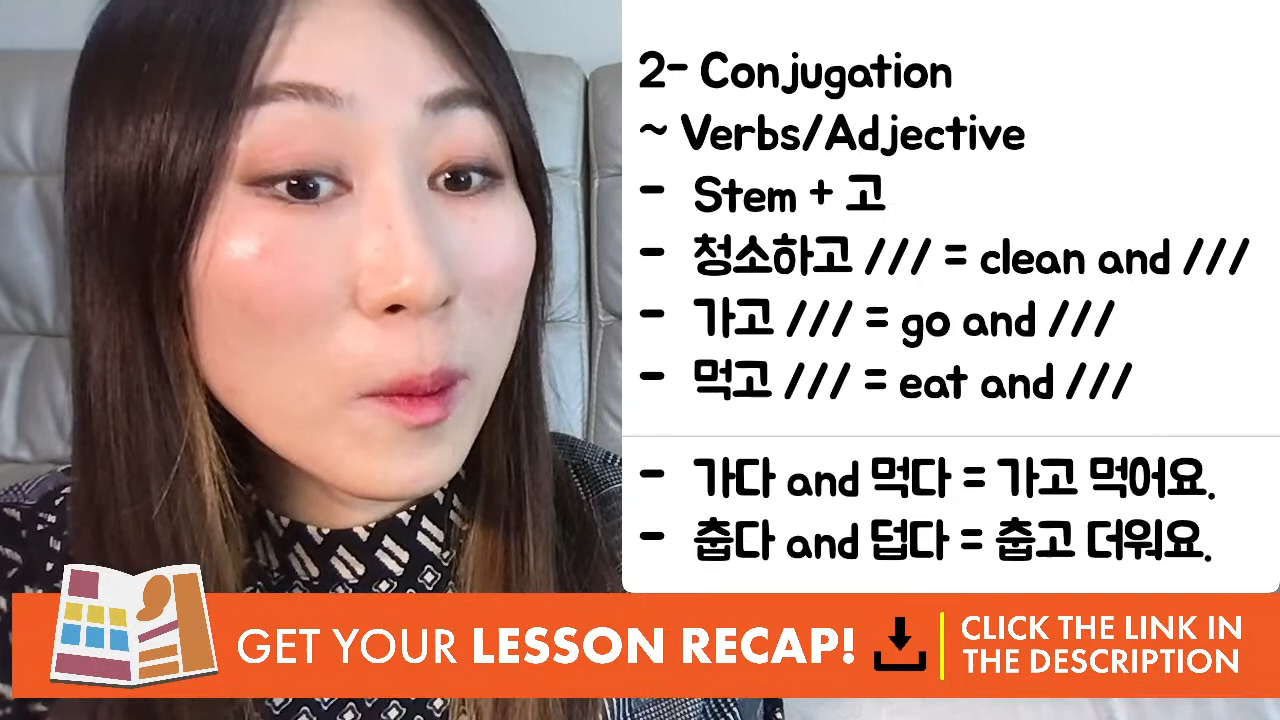 2- Conjugation
~ Verbs/Adjective
- Stem + 고
- 청소하고 /// = clean and ///
- 가고 /// = go and ///
- 먹고 /// = eat and ///
- 가다 and 먹다 = 가고 먹어요.
- 춥다 and 덥다 = 춥고 더워요.
GET YOUR LESSON RECAP!
CLICK THE LINK IN
THE DESCRIPTION